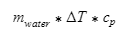 m_water * ΔT * c_p